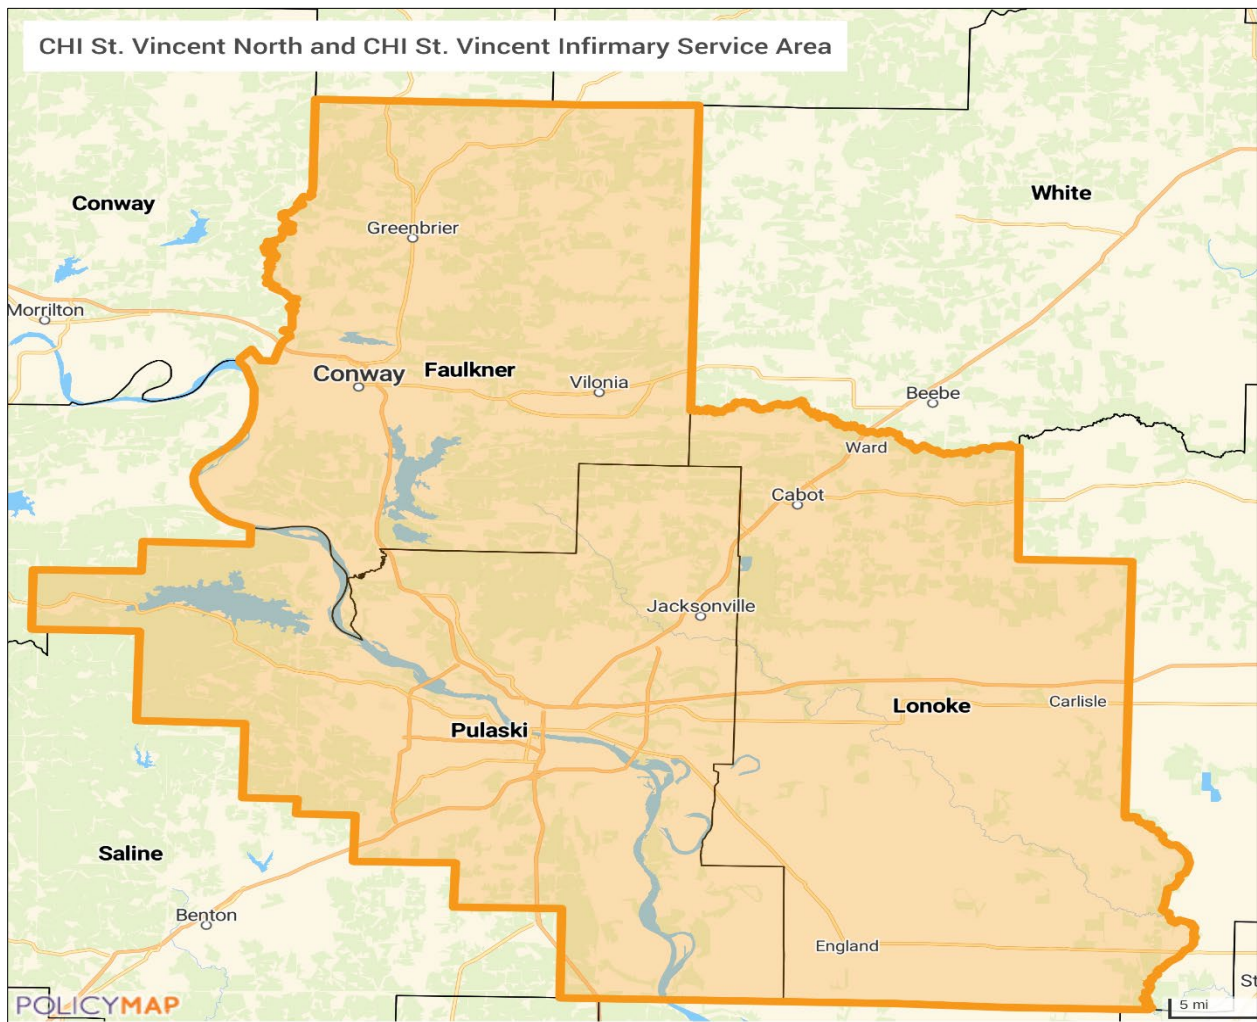 CHI St. Vincent North and CHI St. Vincent Infirmary Service Area
Conway
White
Greenbrier
Morrilton
Conway
Faulkner
Vilonia
Beebe
Ward
Cabot
Jacksonville
Lonoke
Carlisle
Pulaski
Saline
Benton
England
St
POLICYMAP
5 mi